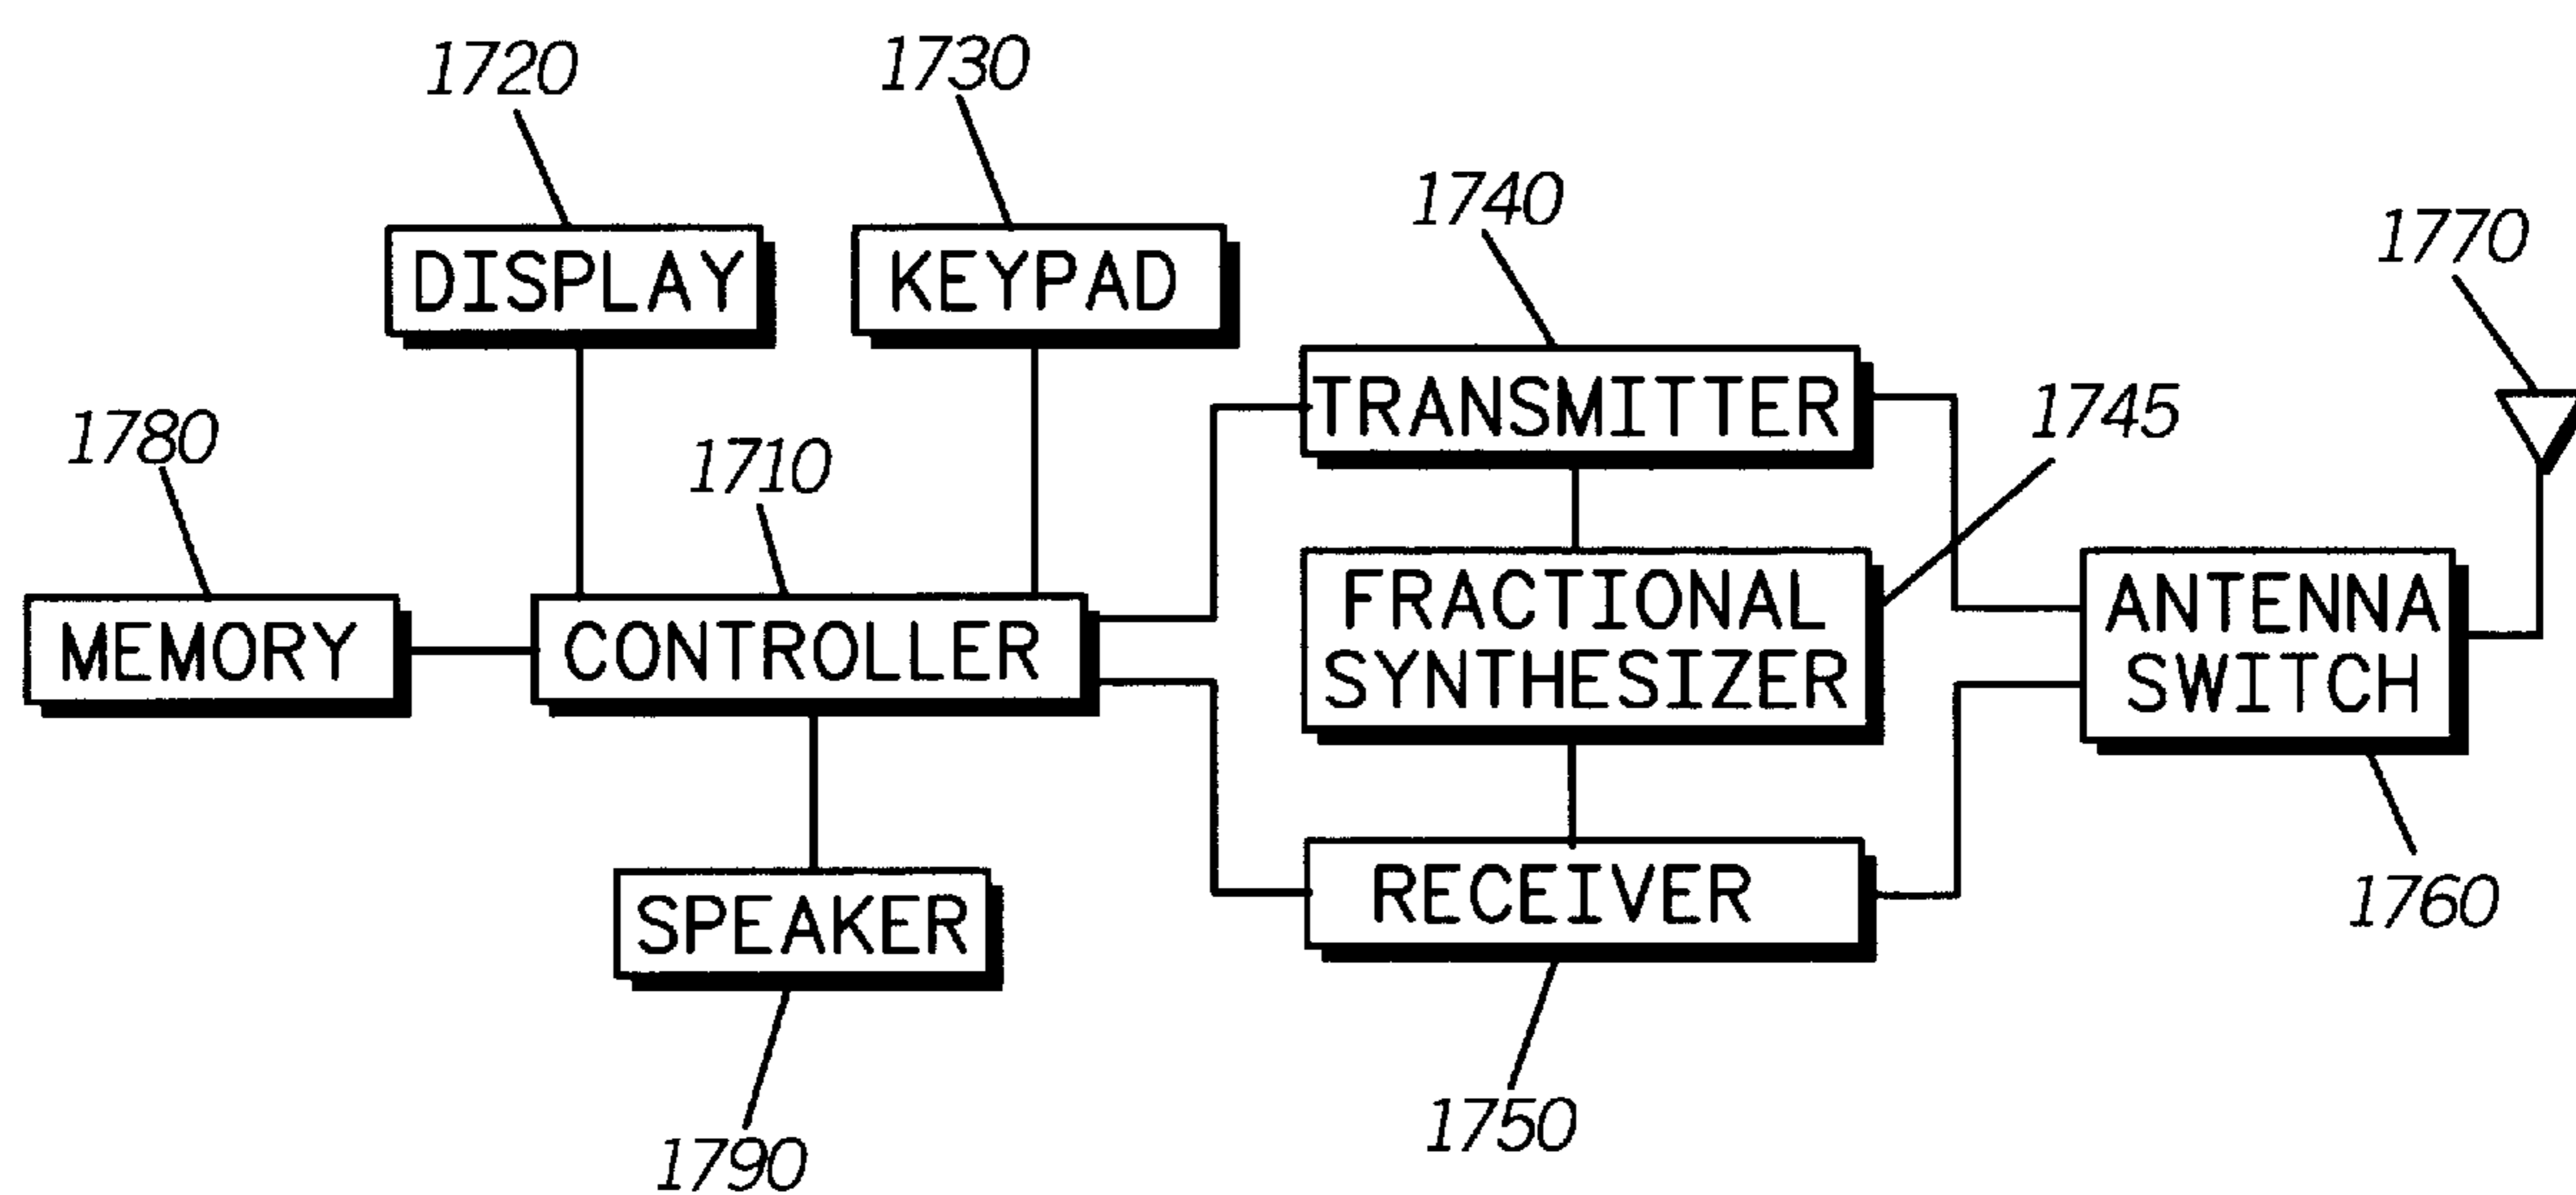 1720
1730
1740
1770
DISPLAY
KEYPAD
1780
1710
TRANSMITTER
1745
MEMORY
CONTROLLER
FRACTIONAL
SYNTHESIZER
ANTENNA
SWITCH
SPEAKER
RECEIVER
1760
1790
1750